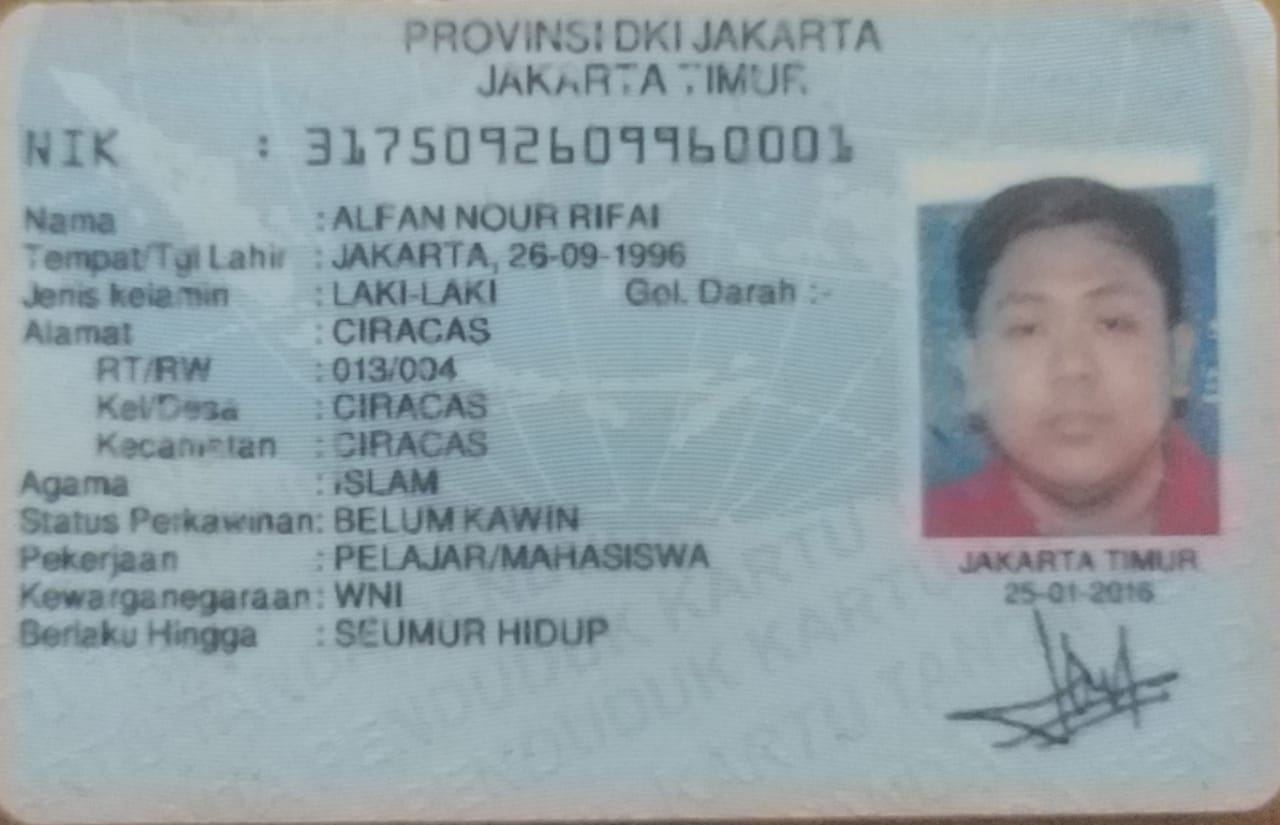 PROVINSI DKI JAKARTA
JAKARTA TIMUR
NIK : 3175092609960001
Nama : ALFAN NOUR RIFAI
Tempat/Tgl Lahir : JAKARTA, 26-09-1996
Jenis kelamin : LAKI-LAKI Gol. Darah :-
Alamat : CIRACAS
RT/RW : 013/004
Kel/Desa : CIRACAS
Kecamatan : CIRACAS
Agama : ISLAM
Status Perkawinan: BELUM KAWIN
Pekerjaan : PELAJAR/MAHASISWA
Kewarganegaraan: WNI
Berlaku Hingga : SEUMUR HIDUP
JAKARTA TIMUR
25-01-2016